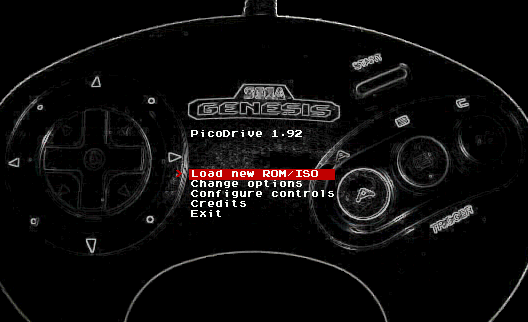 START
SEGA
GENESIS
C
B
A
TRIGGER
PicoDrive 1.92
Load new ROM/ISO
Change options
Configure controls
Credits
Exit